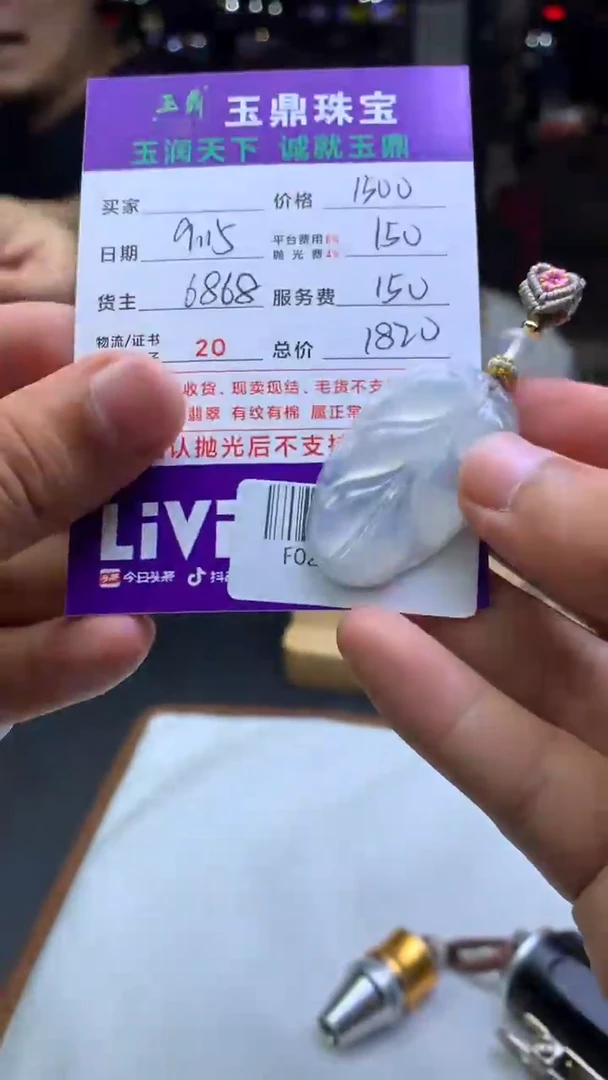 玉鼎 玉鼎珠宝
玉润天下 诚就玉鼎
买家 价格 1500
日期 9.15 平台费用6% 抛光费4% 150
货主 6868 服务费 150
物流/证书 20 总价 1820
收货、现卖现结、毛货不支
翡翠 有纹有棉 属正常
认抛光后不支持
LiVi
F02
今日头条 抖